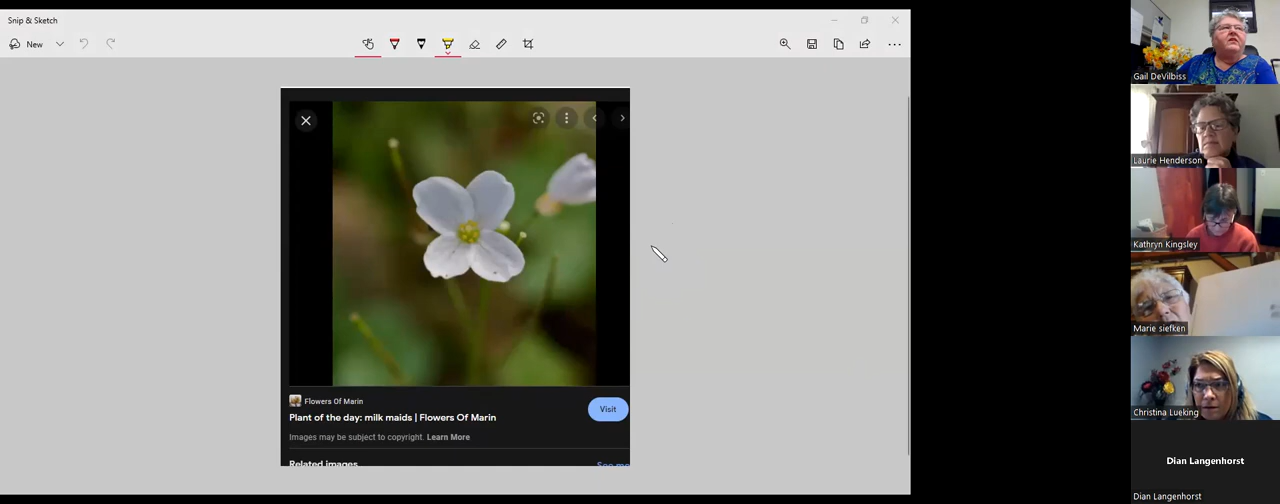 Snip & Sketch
New
Flowers Of Marin
Plant of the day: milk maids | Flowers Of Marin
Visit
Images may be subject to copyright. Learn More
Related images
See mo
Gail DeVilbiss
Laurie Henderson
Kathryn Kingsley
Marie siefken
Christina Lueking
Dian Langenhorst
Dian Langenhorst